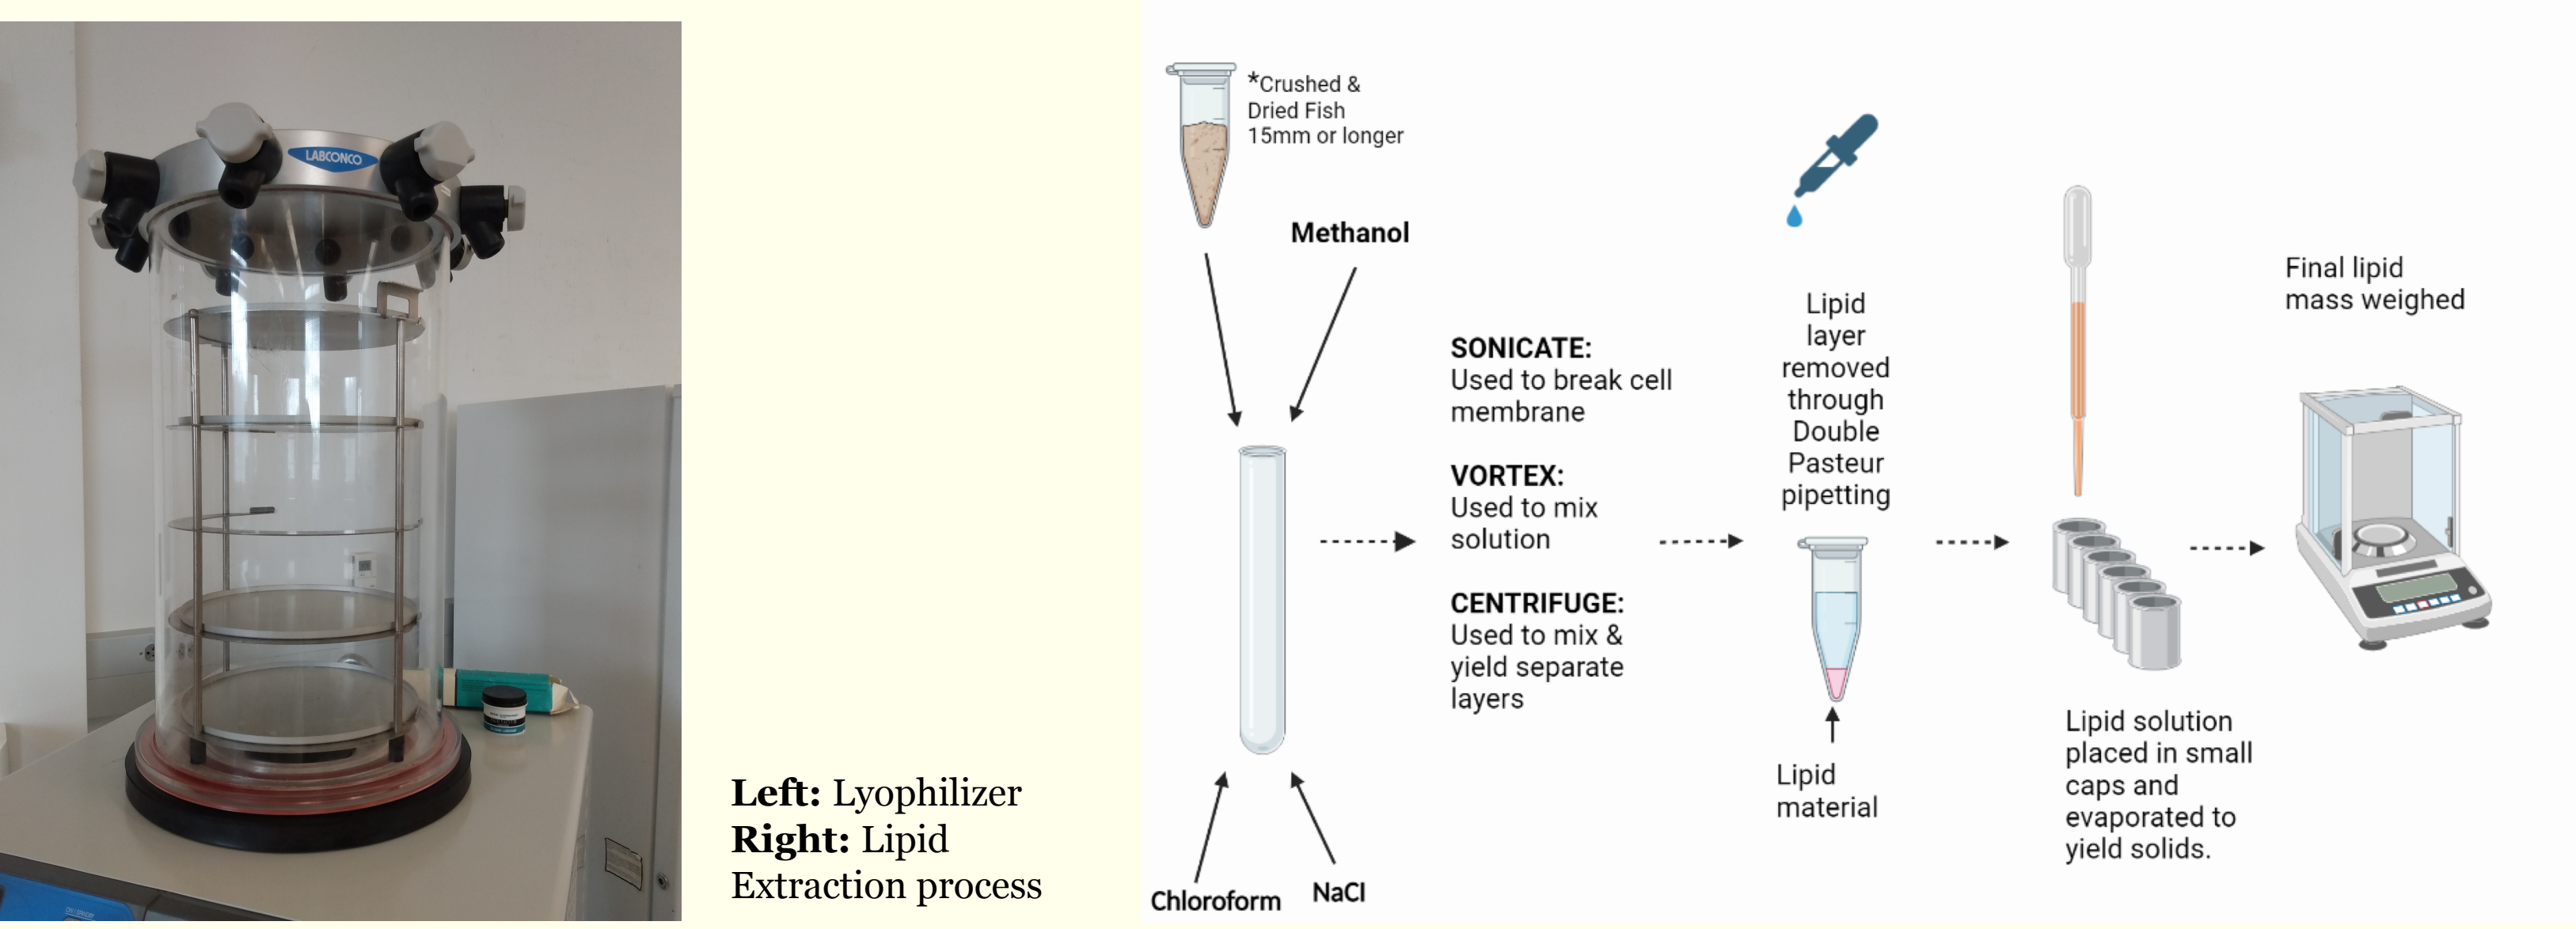 LABCONCO
Left: Lyophilizer
Right: Lipid
Extraction process
*Crushed &
Dried Fish
15mm or longer
Methanol
Chloroform
NaCl
SONICATE:
Used to break cell
membrane
VORTEX:
Used to mix
solution
CENTRIFUGE:
Used to mix &
yield separate
layers
Lipid
layer
removed
through
Double
Pasteur
pipetting
Lipid
material
Lipid solution
placed in small
caps and
evaporated to
yield solids.
Final lipid
mass weighed